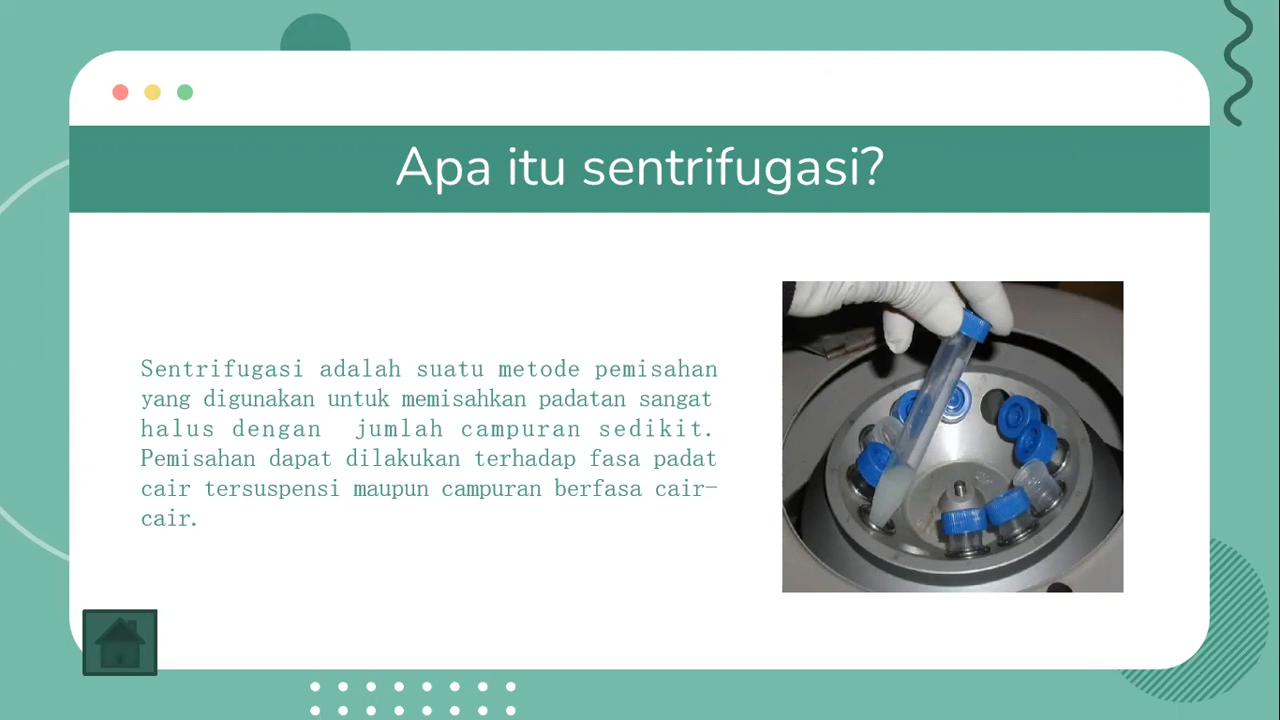 Apa itu sentrifugasi?
Sentrifugasi adalah suatu metode pemisahan
yang digunakan untuk memisahkan padatan sangat
halus dengan jumlah campuran sedikit.
Pemisahan dapat dilakukan terhadap fasa padat
cair tersuspensi maupun campuran berfasa cair-
cair.